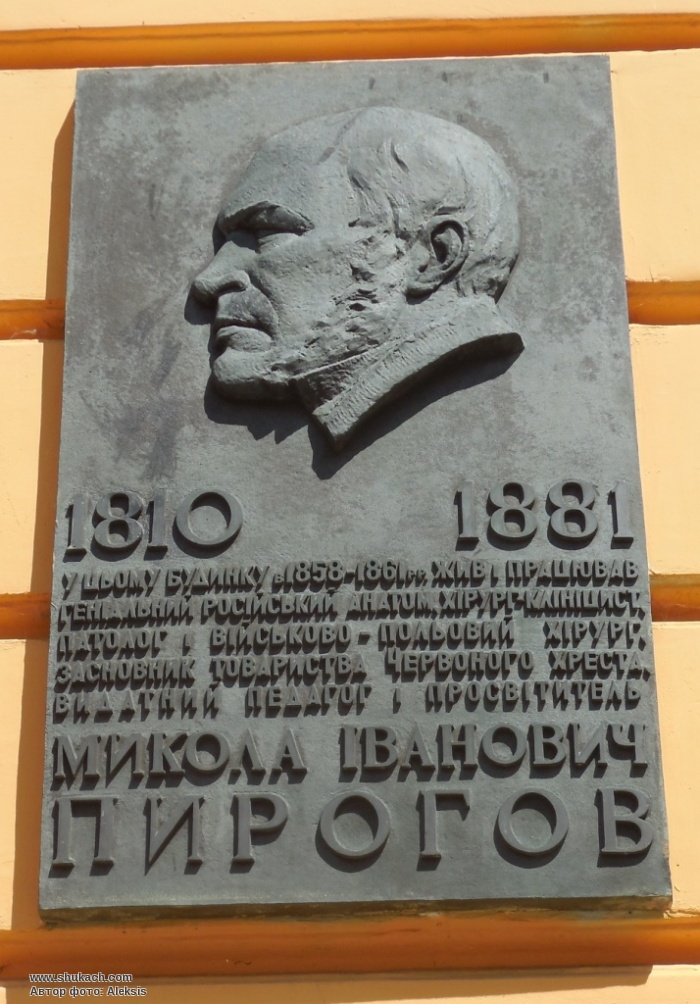 1810 1881
У ЦЬОМУ БУДИНКУ в 1858-1861 рр. ЖИВ І ПРАЦЮВАВ
ГЕНІАЛЬНИЙ РОСІЙСЬКИЙ АНАТОМ, ХІРУРГ-КЛІНІЦИСТ,
ПАТОЛОГ І ВІЙСЬКОВО-ПОЛЬОВИЙ ХІРУРГ,
ЗАСНОВНИК ТОВАРИСТВА ЧЕРВОНОГО ХРЕСТА,
ВИДАТНИЙ ПЕДАГОГ І ПРОСВІТИТЕЛЬ
МИКОЛА ІВАНОВИЧ
ПИРОГОВ
www.shukach.com
Автор фото: Aleksis